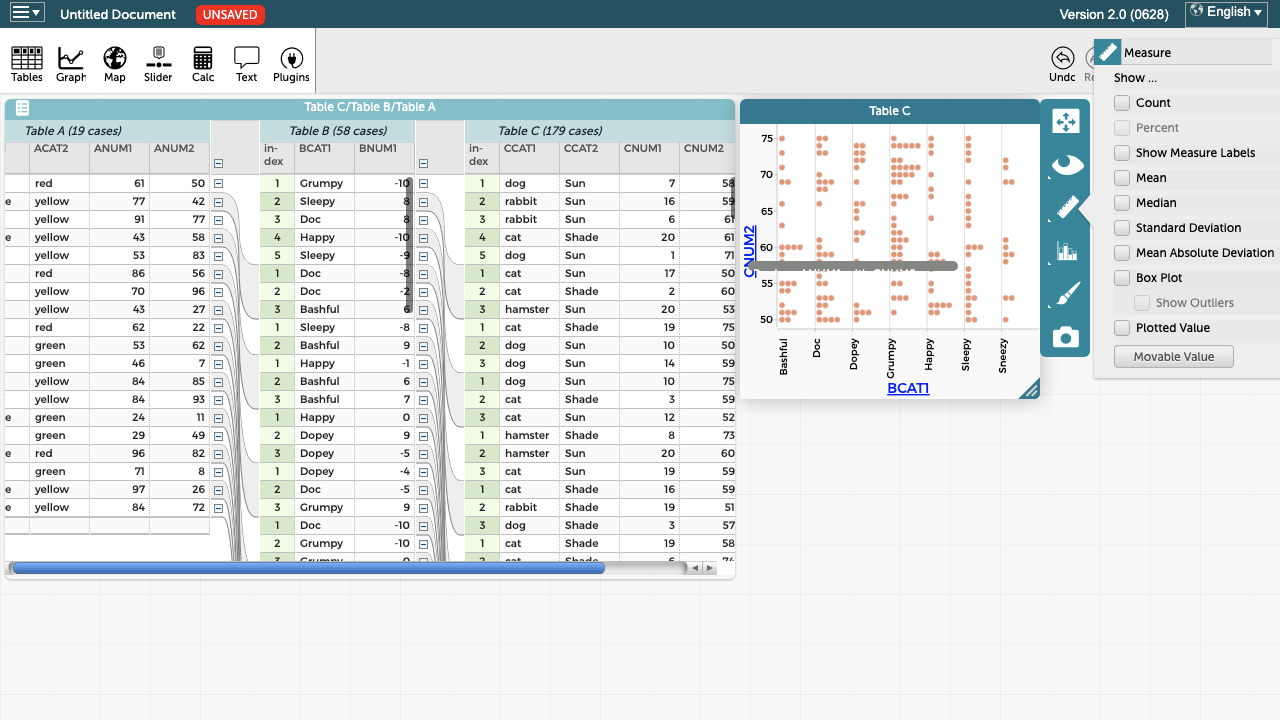 Untitled Document UNSAVED Version 2.0 (0628) English
Tables Graph Map Slider Calc Text Plugins Undo
Table C/Table B/Table A
Table A (19 cases) Table B (58 cases) Table C (179 cases)
ACAT2 ANUM1 ANUM2 in-dex BCAT1 BNUM1 in-dex CCAT1 CCAT2 CNUM1 CNUM2
red 61 50 1 Grumpy -10 1 dog Sun 7 58
e yellow 77 42 2 Sleepy 8 2 rabbit Sun 16 59
yellow 91 77 3 Doc 8 3 rabbit Sun 6 61
e yellow 43 58 4 Happy -10 4 cat Shade 20 61
yellow 53 83 5 Sleepy -9 5 dog Sun 1 71
red 86 56 1 Doc -8 1 cat Sun 17 50
yellow 70 96 2 Doc -2 2 cat Shade 2 60
yellow 43 27 3 Bashful 6 3 hamster Sun 20 53
red 62 22 1 Sleepy -8 1 cat Shade 19 75
green 53 62 2 Bashful 9 2 dog Sun 10 50
green 46 7 1 Happy -1 3 dog Sun 14 59
yellow 84 85 2 Bashful 6 1 dog Sun 10 75
yellow 84 3 Bashful 7 2 cat Shade 3 59
e green 24 11 1 Happy 0 3 cat Sun 12 52
green 29 49 2 Dopey 9 1 hamster Shade 8 73
e red 96 82 3 Dopey -5 2 hamster Sun 20 60
green 71 8 1 Dopey -4 3 cat Sun 19 59
e yellow 97 26 2 Doc -5 1 cat Shade 16 59
e yellow 84 72 3 Grumpy 9 2 rabbit Shade 19 51
1 Doc -10 3 dog Shade 3 57
2 Grumpy -10 1 cat Shade 19 58
3 Grumpy 0 2 cat Shade 6 74
Table C
75
70
65
60
55
50
CNUM2
Bashful Doc Dopey Grumpy Happy Sleepy Sneezy
BCAT1
Measure
Show ...
Count
Percent
Show Measure Labels
Mean
Median
Standard Deviation
Mean Absolute Deviation
Box Plot
Show Outliers
Plotted Value
Movable Value